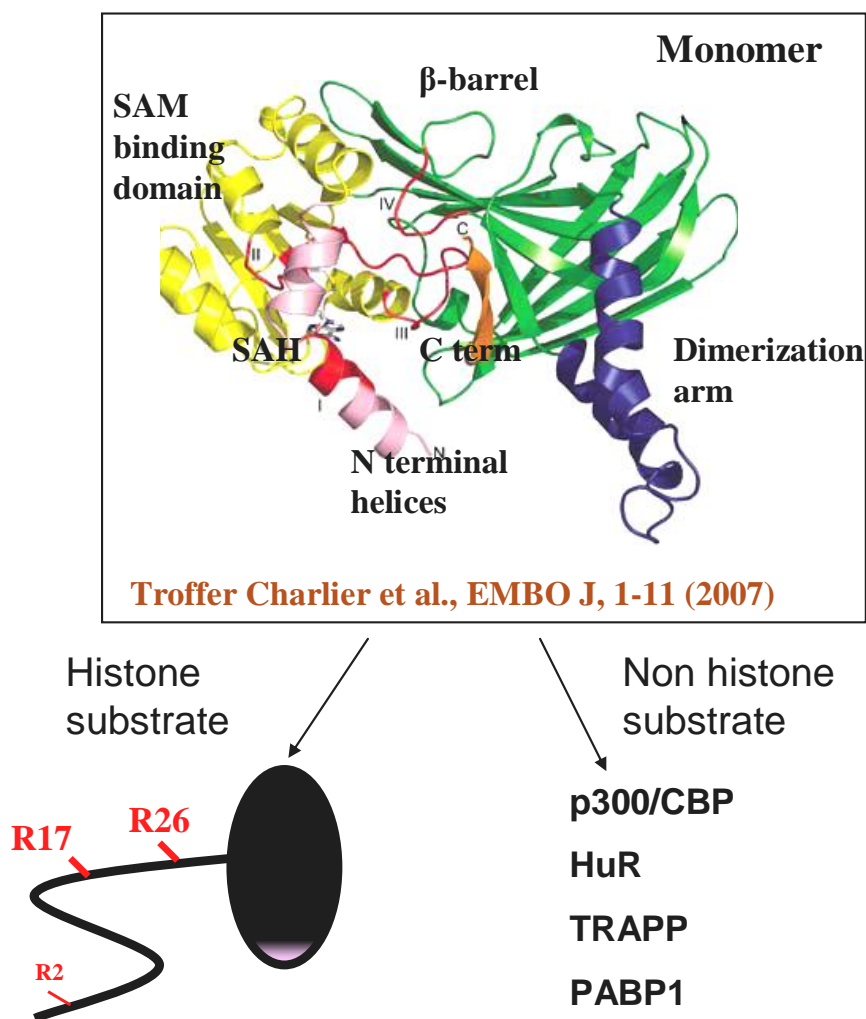 Monomer
β-barrel
SAM
binding
domain
IV
C
II
III
SAH
C term
Dimerization
arm
I
N
N terminal
helices
Troffer Charlier et al., EMBO J, 1-11 (2007)
Histone
substrate
Non histone
substrate
p300/CBP
HuR
TRAPP
PABP1
R26
R17
R2